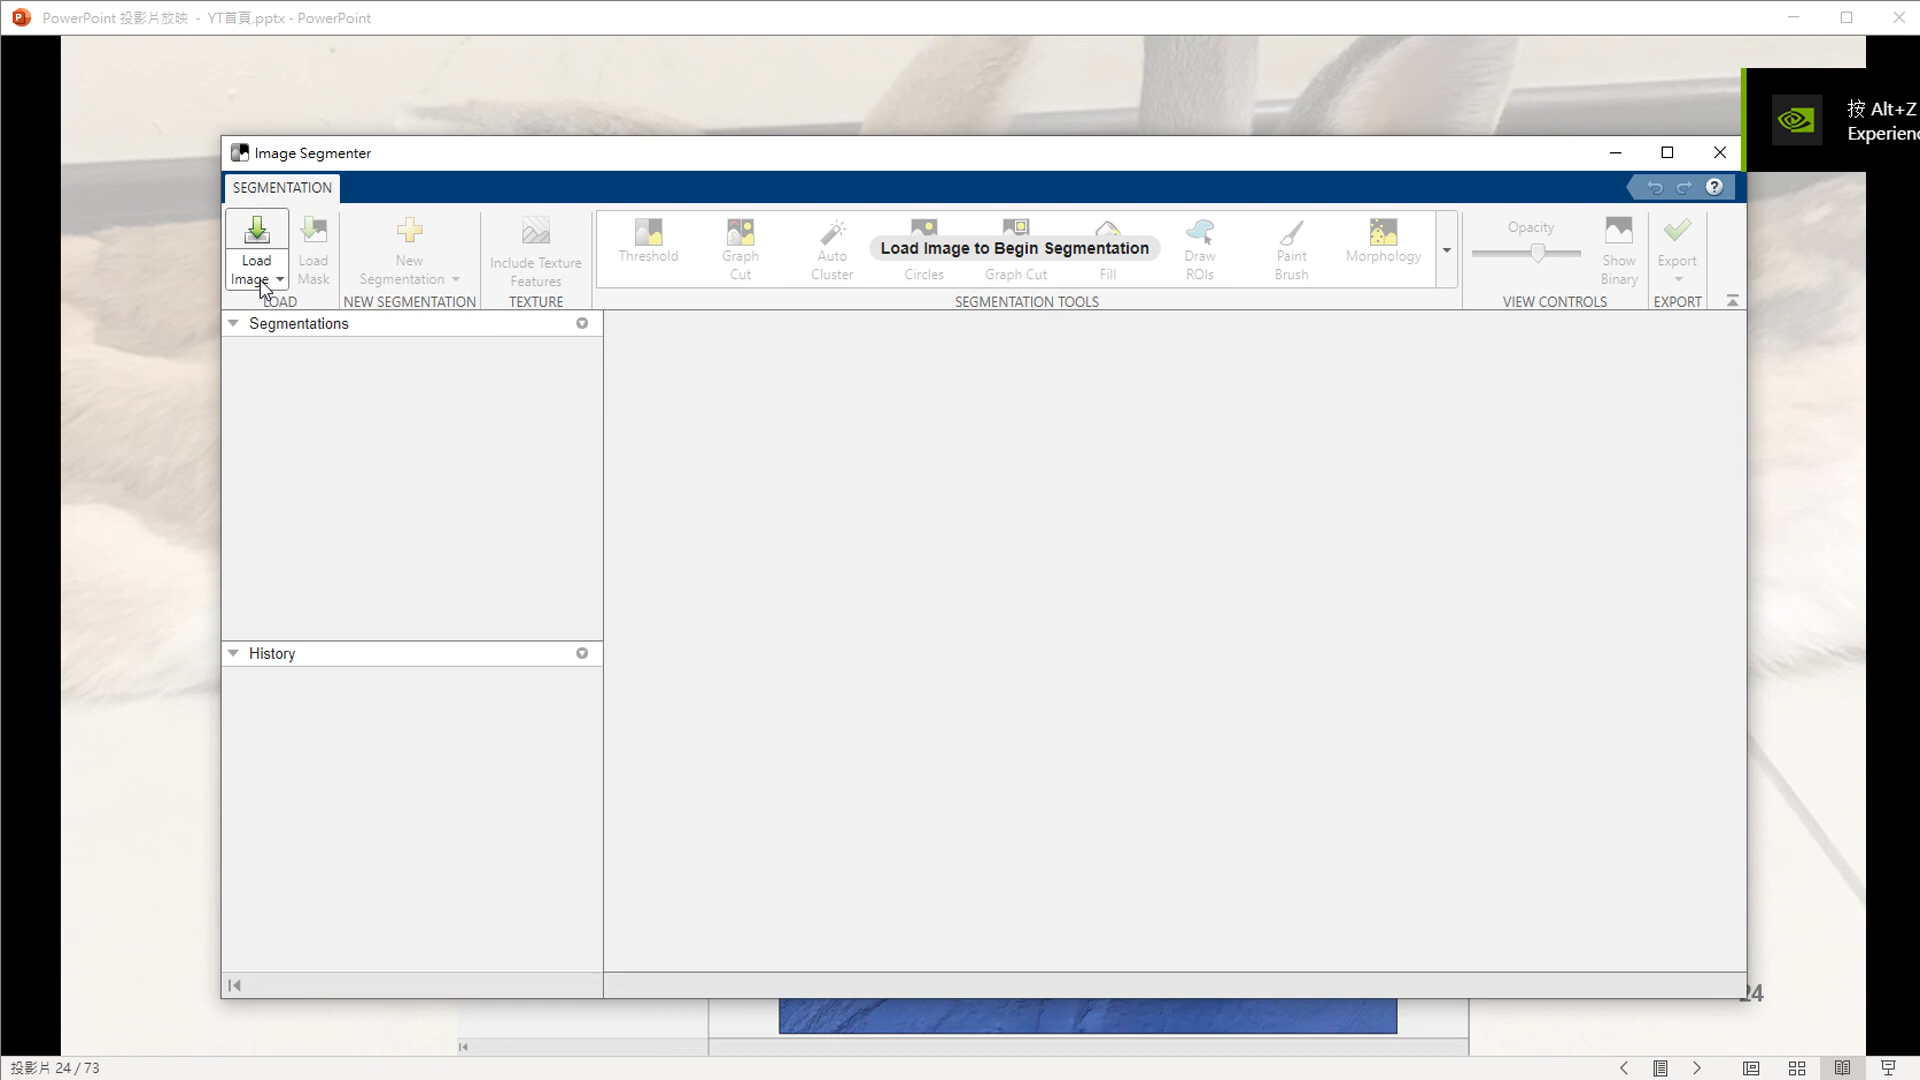 PowerPoint 投影片放映 - YT首頁.pptx - PowerPoint
按 Alt+Z
Experienc
Image Segmenter
SEGMENTATION
Load Image
Load Mask
LOAD
New Segmentation
NEW SEGMENTATION
Include Texture Features
TEXTURE
Threshold
Graph Cut
Auto Cluster
Load Image to Begin Segmentation
Circles
Graph Cut
Fill
Draw ROIs
Paint Brush
Morphology
SEGMENTATION TOOLS
Opacity
Show Binary
VIEW CONTROLS
Export
EXPORT
Segmentations
History
24
投影片 24 / 73